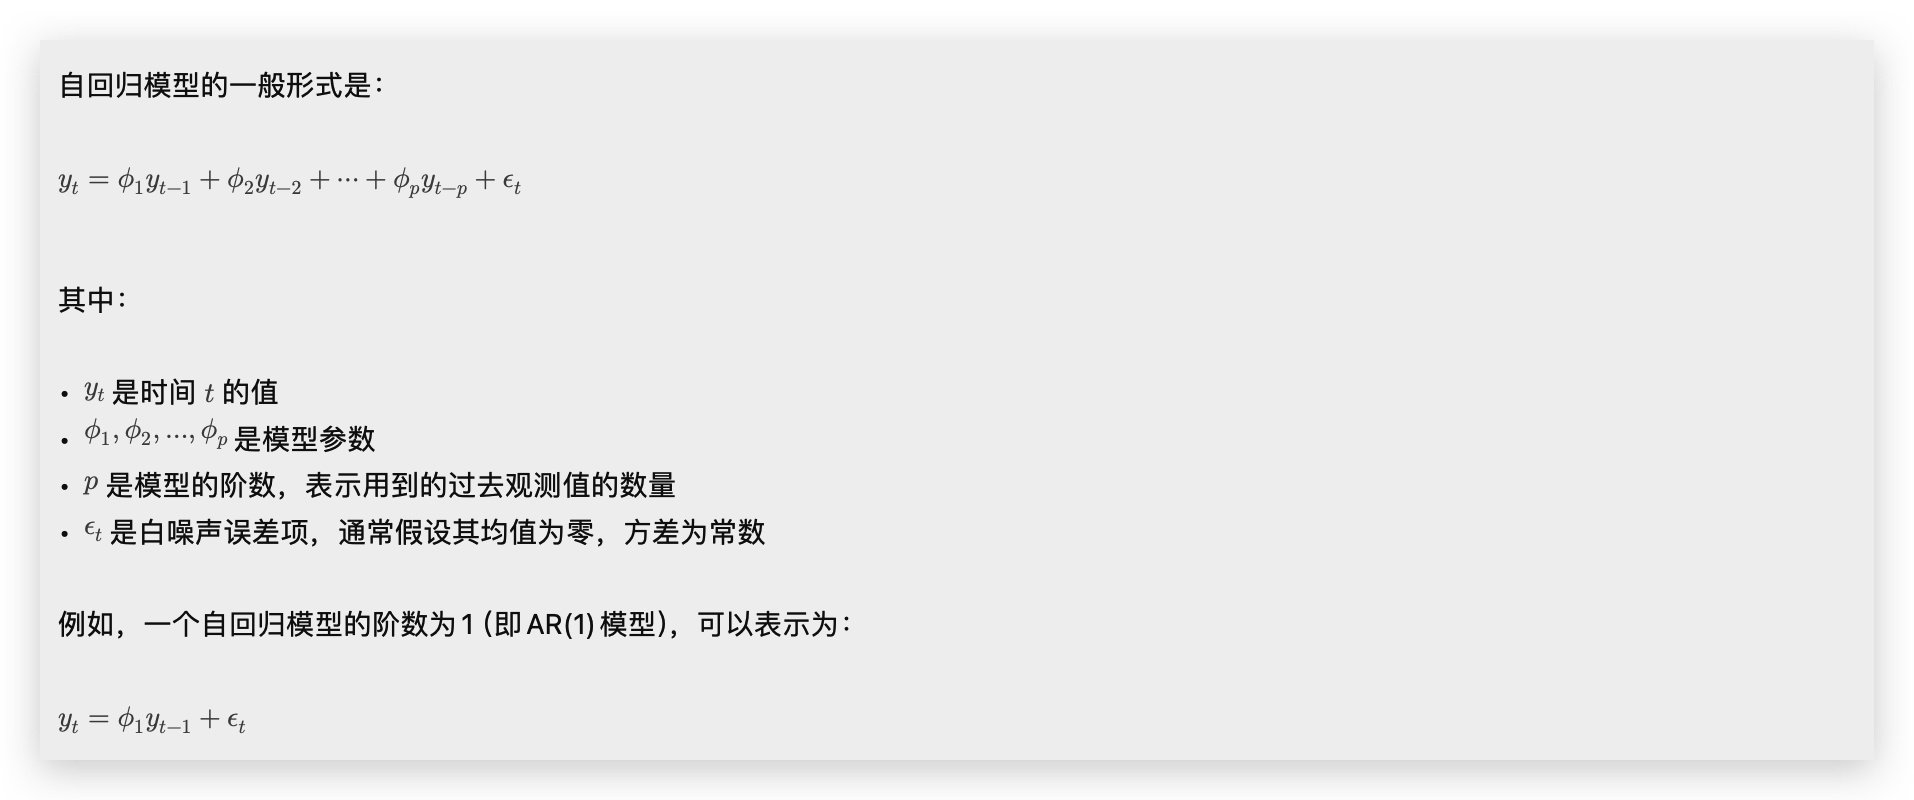 自回归模型的一般形式是：
$y_t = \phi_1 y_{t-1} + \phi_2 y_{t-2} + \cdots + \phi_p y_{t-p} + \epsilon_t$
其中：
• $y_t$ 是时间 $t$ 的值
• $\phi_1, \phi_2, \ldots, \phi_p$ 是模型参数
• $p$ 是模型的阶数，表示用到的过去观测值的数量
• $\epsilon_t$ 是白噪声误差项，通常假设其均值为零，方差为常数
例如，一个自回归模型的阶数为1（即AR(1)模型），可以表示为：
$y_t = \phi_1 y_{t-1} + \epsilon_t$